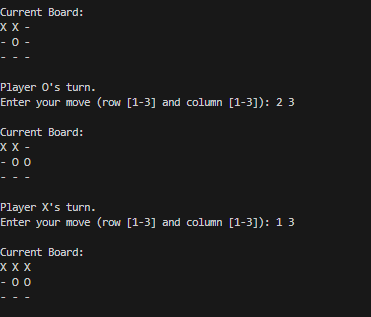 Current Board:
X X -
- O -
- - -
Player O's turn.
Enter your move (row [1-3] and column [1-3]): 2 3
Current Board:
X X -
- O O
- - -
Player X's turn.
Enter your move (row [1-3] and column [1-3]): 1 3
Current Board:
X X X
- O O
- - -